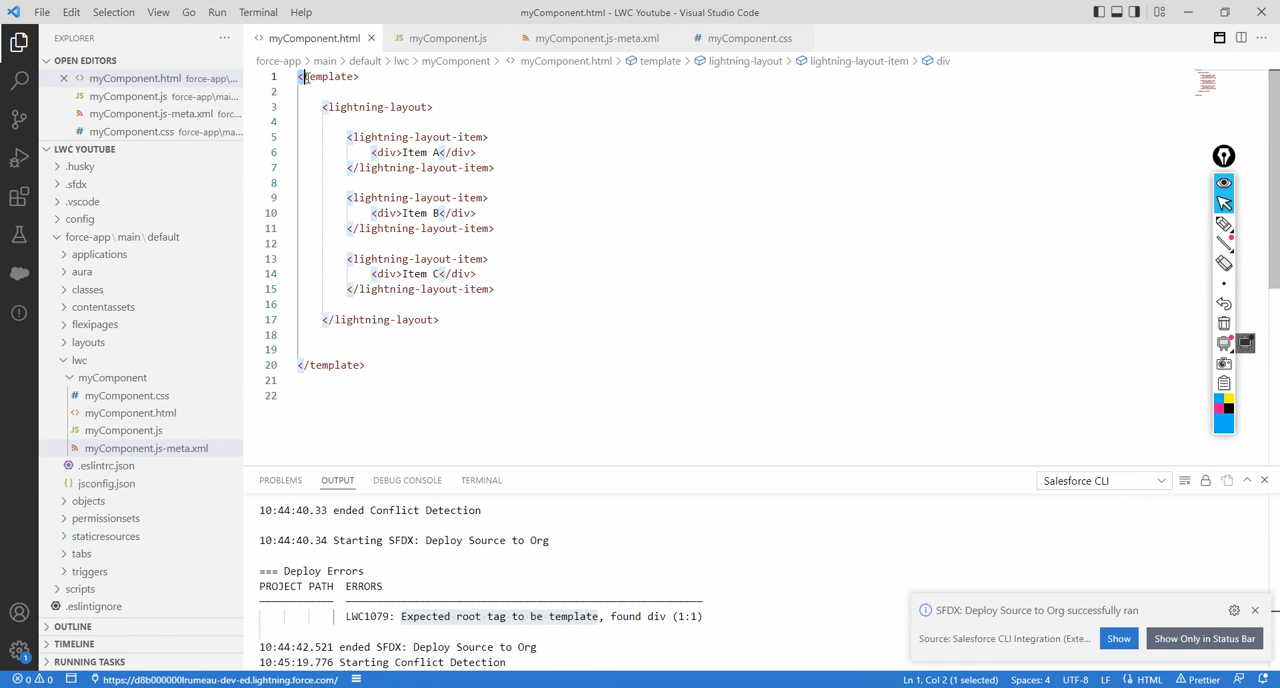 File Edit Selection View Go Run Terminal Help
myComponent.html - LWC Youtube - Visual Studio Code
EXPLORER
OPEN EDITORS
myComponent.html force-app\...
myComponent.js force-app\mai...
myComponent.js-meta.xml forc...
myComponent.css force-app\ma...
LWC YOUTUBE
.husky
.sfdx
.vscode
config
force-app\main\default
applications
aura
classes
contentassets
flexipages
layouts
lwc
myComponent
myComponent.css
myComponent.html
myComponent.js
myComponent.js-meta.xml
.eslintrc.json
jsconfig.json
objects
permissionsets
staticresources
tabs
triggers
scripts
.eslintignore
OUTLINE
TIMELINE
RUNNING TASKS
myComponent.html myComponent.js myComponent.js-meta.xml myComponent.css
force-app > main > default > lwc > myComponent > myComponent.html > template > lightning-layout > lightning-layout-item > div
1 <template>
2
3 <lightning-layout>
4
5 <lightning-layout-item>
6 <div>Item A</div>
7 </lightning-layout-item>
8
9 <lightning-layout-item>
10 <div>Item B</div>
11 </lightning-layout-item>
12
13 <lightning-layout-item>
14 <div>Item C</div>
15 </lightning-layout-item>
16
17 </lightning-layout>
18
19
20 </template>
21
22
PROBLEMS OUTPUT DEBUG CONSOLE TERMINAL
Salesforce CLI
10:44:40.33 ended Conflict Detection
10:44:40.34 Starting SFDX: Deploy Source to Org
=== Deploy Errors
PROJECT PATH ERRORS
LWC1079: Expected root tag to be template, found div (1:1)
10:44:42.521 ended SFDX: Deploy Source to Org
10:45:19.776 Starting Conflict Detection
SFDX: Deploy Source to Org successfully ran
Source: Salesforce CLI Integration (Exte...
Show
Show Only in Status Bar
1
0 0 https://d8b000000lrumeau-dev-ed.lightning.force.com/
Ln 1, Col 2 (1 selected) Spaces: 4 UTF-8 LF HTML Prettier